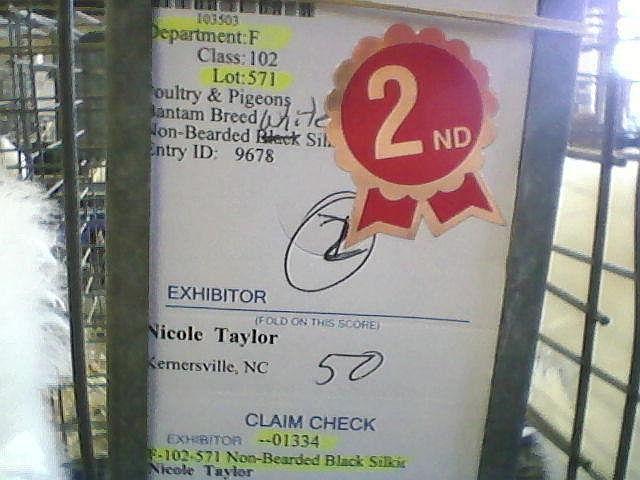 103503
Department: F
Class: 102
Lot: 571
Poultry & Pigeons
Bantam Breed White
Non-Bearded Black Silk
Entry ID: 9678
2ND
2
EXHIBITOR
(FOLD ON THIS SCORE)
Nicole Taylor
Kernersville, NC
50
CLAIM CHECK
EXHIBITOR --01334
F-102-571 Non-Bearded Black Silkie
Nicole Taylor